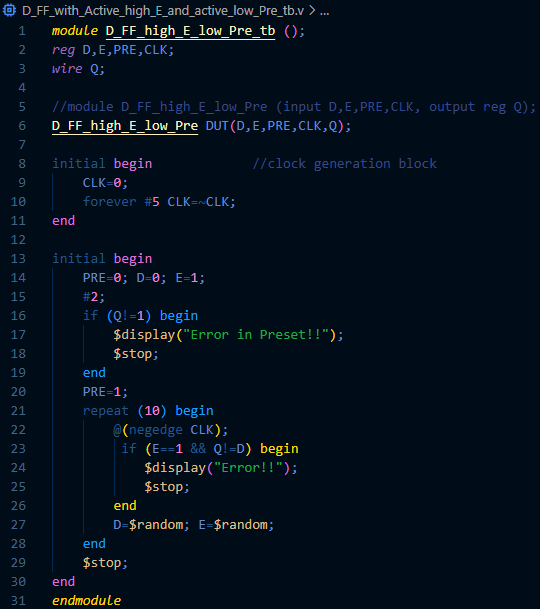 D_FF_with_Active_high_E_and_active_low_Pre_tb.v > ...
1 module D_FF_high_E_low_Pre_tb ();
2 reg D,E,PRE,CLK;
3 wire Q;
4
5 //module D_FF_high_E_low_Pre (input D,E,PRE,CLK, output reg Q);
6 D_FF_high_E_low_Pre DUT(D,E,PRE,CLK,Q);
7
8 initial begin //clock generation block
9 CLK=0;
10 forever #5 CLK=~CLK;
11 end
12
13 initial begin
14 PRE=0; D=0; E=1;
15 #2;
16 if (Q!=1) begin
17 $display("Error in Preset!!");
18 $stop;
19 end
20 PRE=1;
21 repeat (10) begin
22 @(negedge CLK);
23 if (E==1 && Q!=D) begin
24 $display("Error!!");
25 $stop;
26 end
27 D=$random; E=$random;
28 end
29 $stop;
30 end
31 endmodule